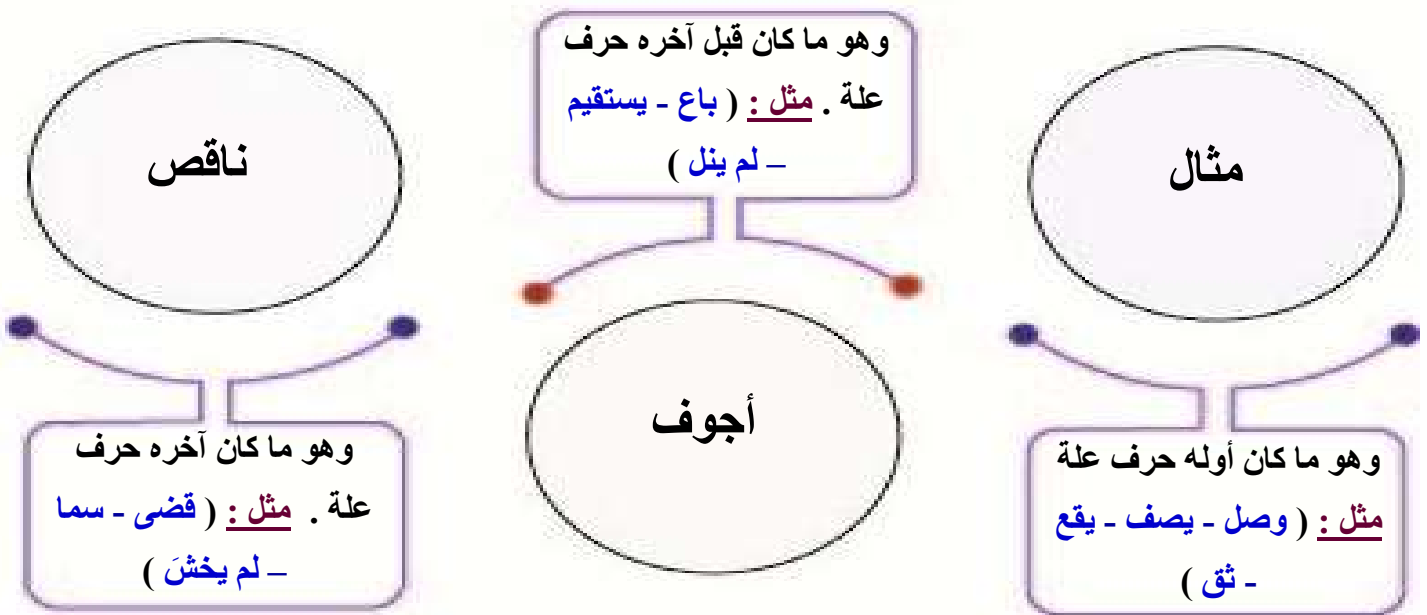 مثال
وهو ما كان أوله حرف علة
مثل : ( وصل - يصف - يقع
- ثق )
وهو ما كان قبل آخره حرف
علة . مثل : ( باع - يستقيم
– لم ينل )
أجوف
ناقص
وهو ما كان آخره حرف
علة . مثل : ( قضى - سما
– لم يخشَ )